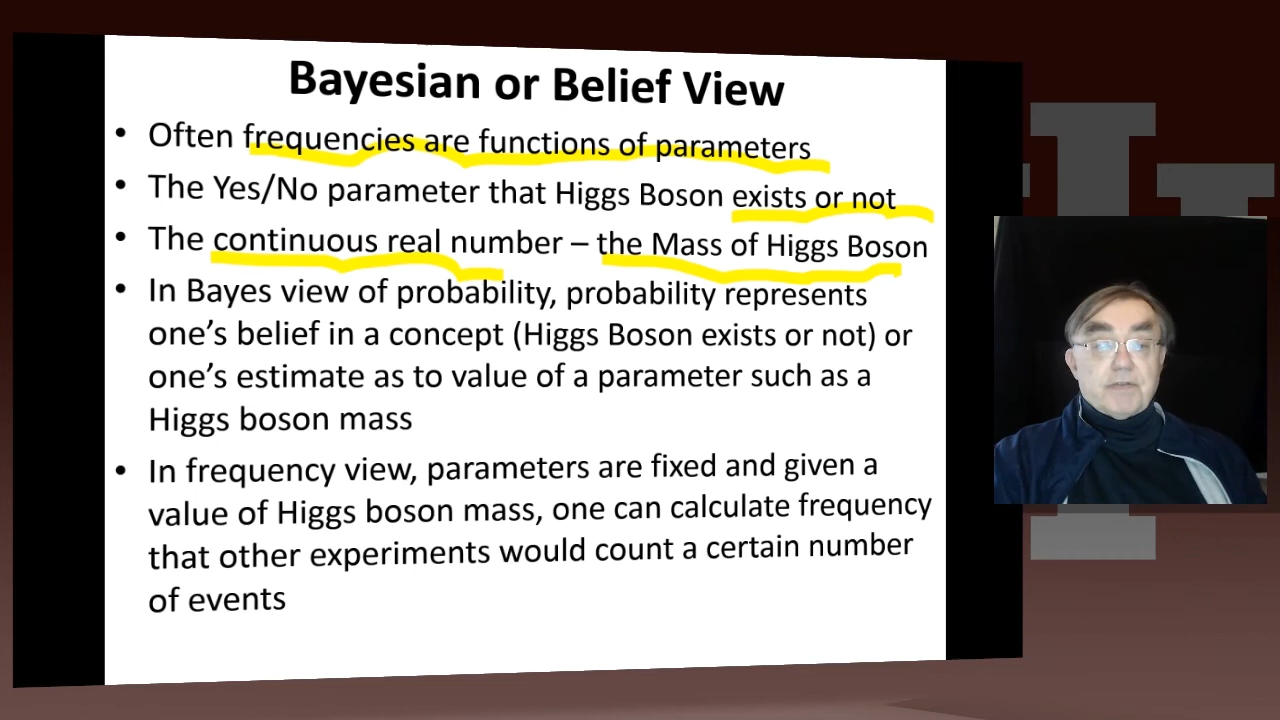 Bayesian or Belief View
• Often frequencies are functions of parameters
• The Yes/No parameter that Higgs Boson exists or not
• The continuous real number – the Mass of Higgs Boson
• In Bayes view of probability, probability represents
one's belief in a concept (Higgs Boson exists or not) or
one's estimate as to value of a parameter such as a
Higgs boson mass
• In frequency view, parameters are fixed and given a
value of Higgs boson mass, one can calculate frequency
that other experiments would count a certain number
of events